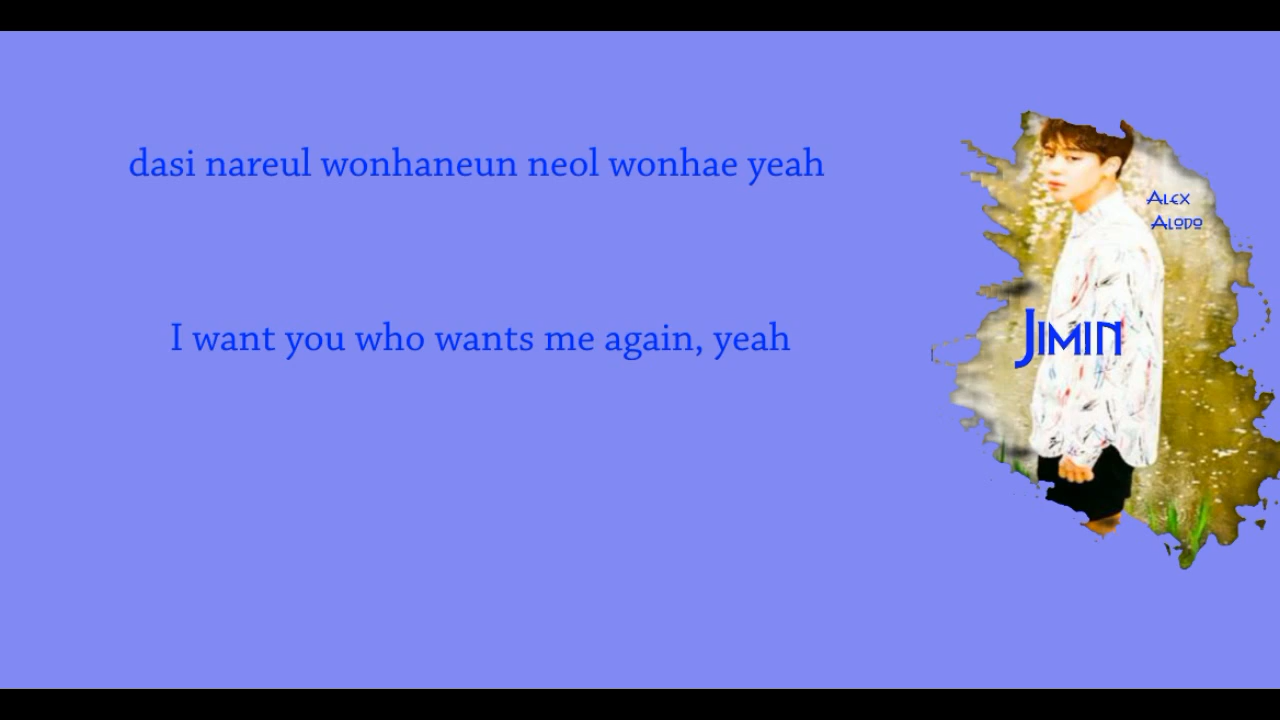 dasi nareul wonhaneun neol wonhae yeah
I want you who wants me again, yeah
Alex
Alodo
Jimin